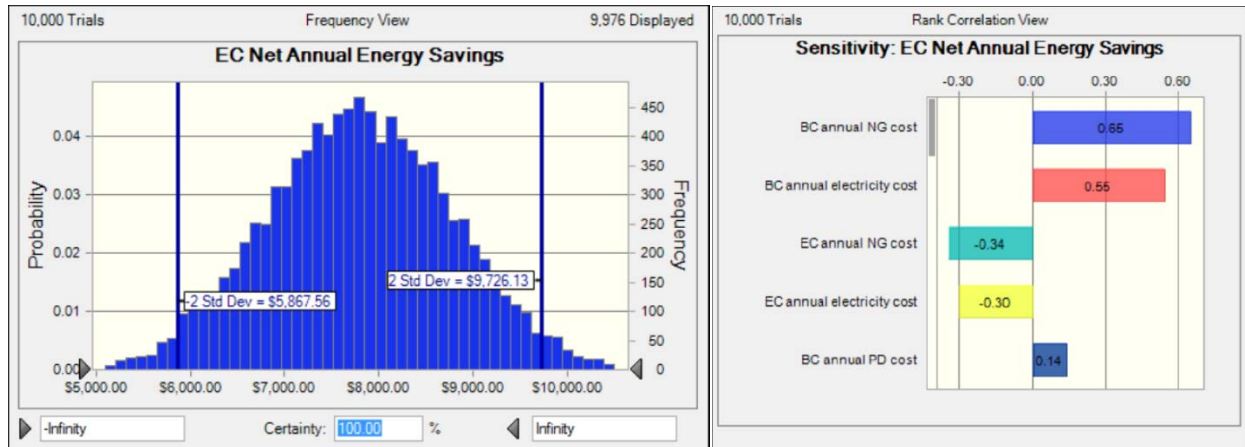 10,000 Trials Frequency View 9,976 Displayed
EC Net Annual Energy Savings
Probability
0.04
0.03
0.02
0.01
0.00
450
400
350
300
250
200
150
100
50
0
Frequency
-2 Std Dev = $5,867.56
2 Std Dev = $9,726.13
$5,000.00 $6,000.00 $7,000.00 $8,000.00 $9,000.00 $10,000.00
-Infinity Certainty: 100.00 % Infinity
10,000 Trials Rank Correlation View
Sensitivity: EC Net Annual Energy Savings
-0.30 0.00 0.30 0.60
BC annual NG cost 0.65
BC annual electricity cost 0.55
EC annual NG cost -0.34
EC annual electricity cost -0.30
BC annual PD cost 0.14